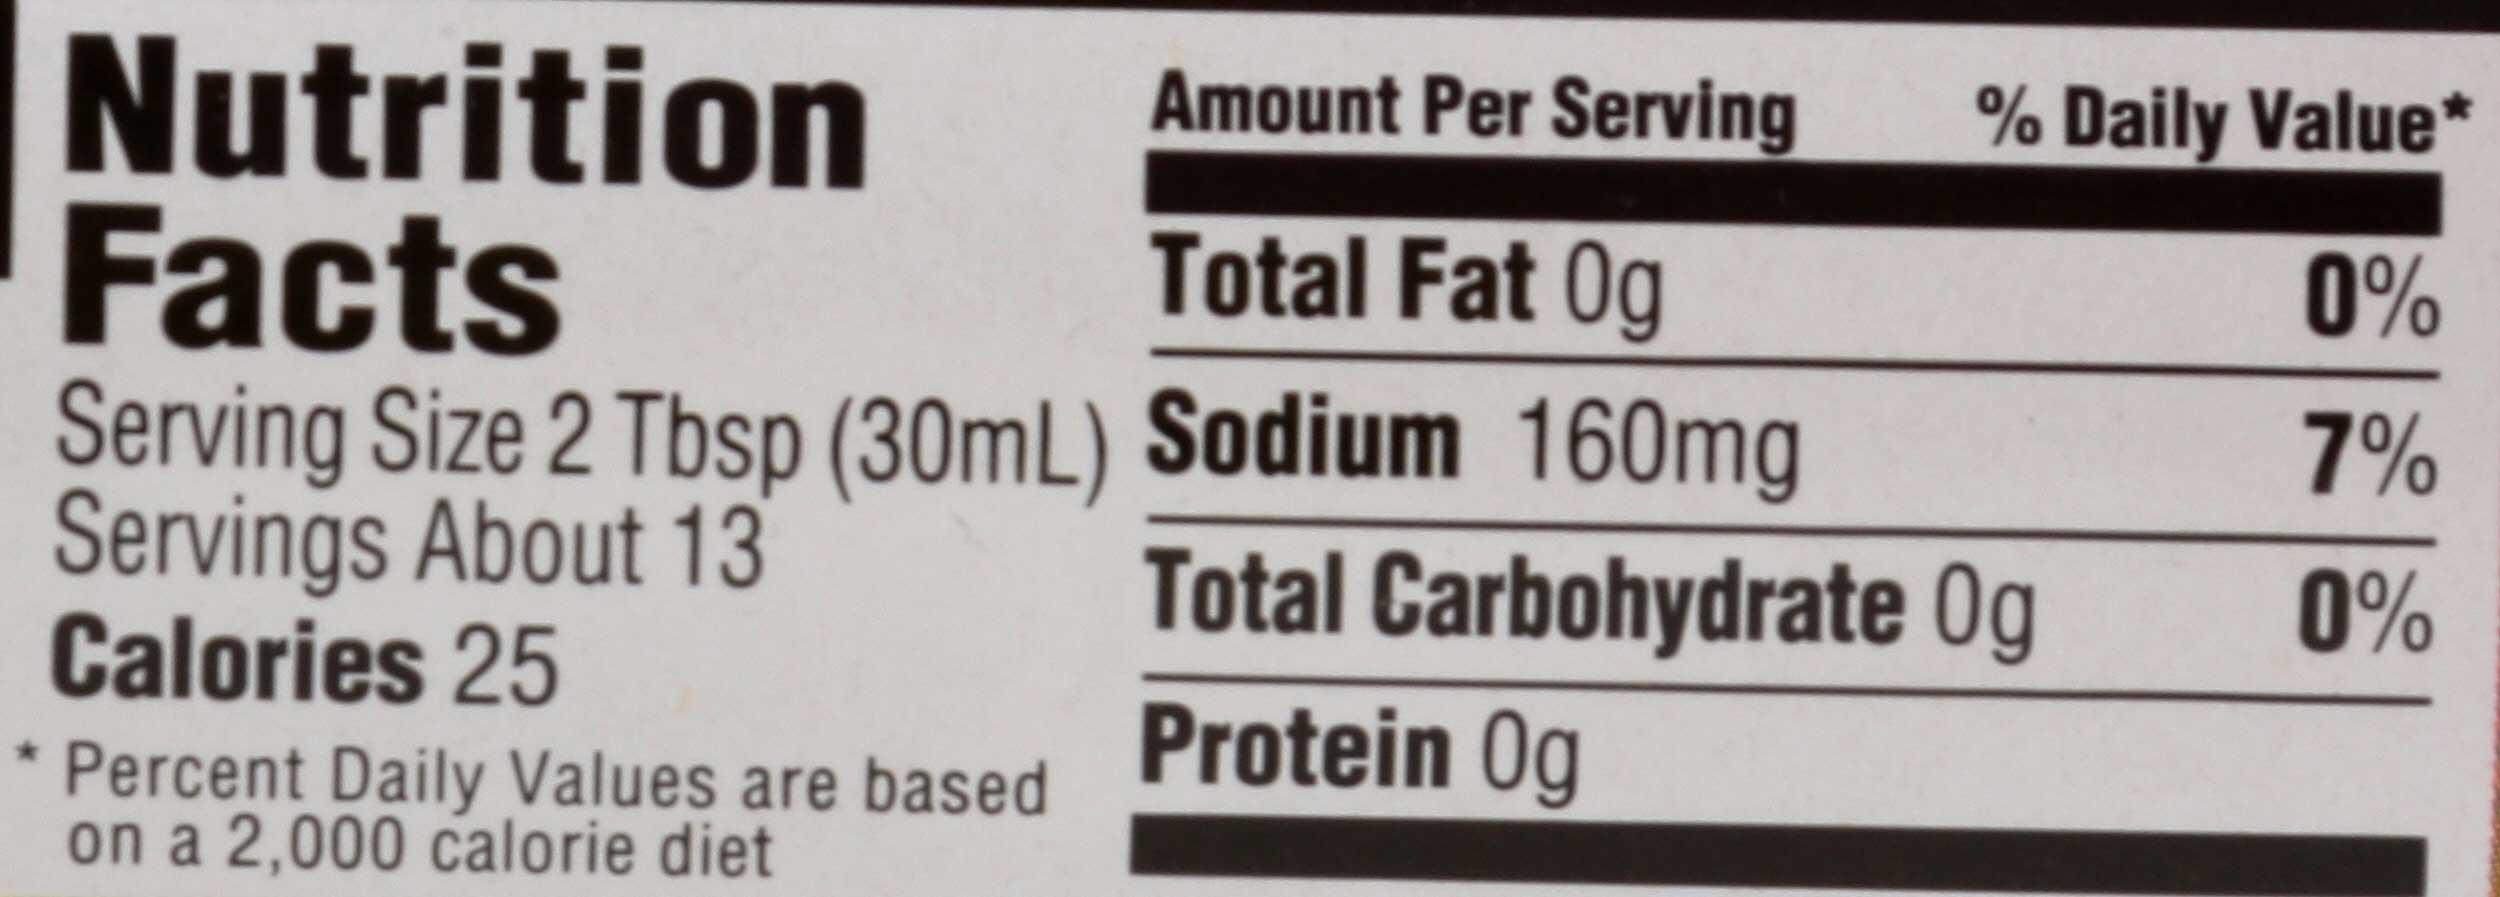 Nutrition
Facts
Serving Size 2 Tbsp (30mL)
Servings About 13
Calories 25
* Percent Daily Values are based
on a 2,000 calorie diet
Amount Per Serving % Daily Value*
Total Fat 0g 0%
Sodium 160mg 7%
Total Carbohydrate 0g 0%
Protein 0g